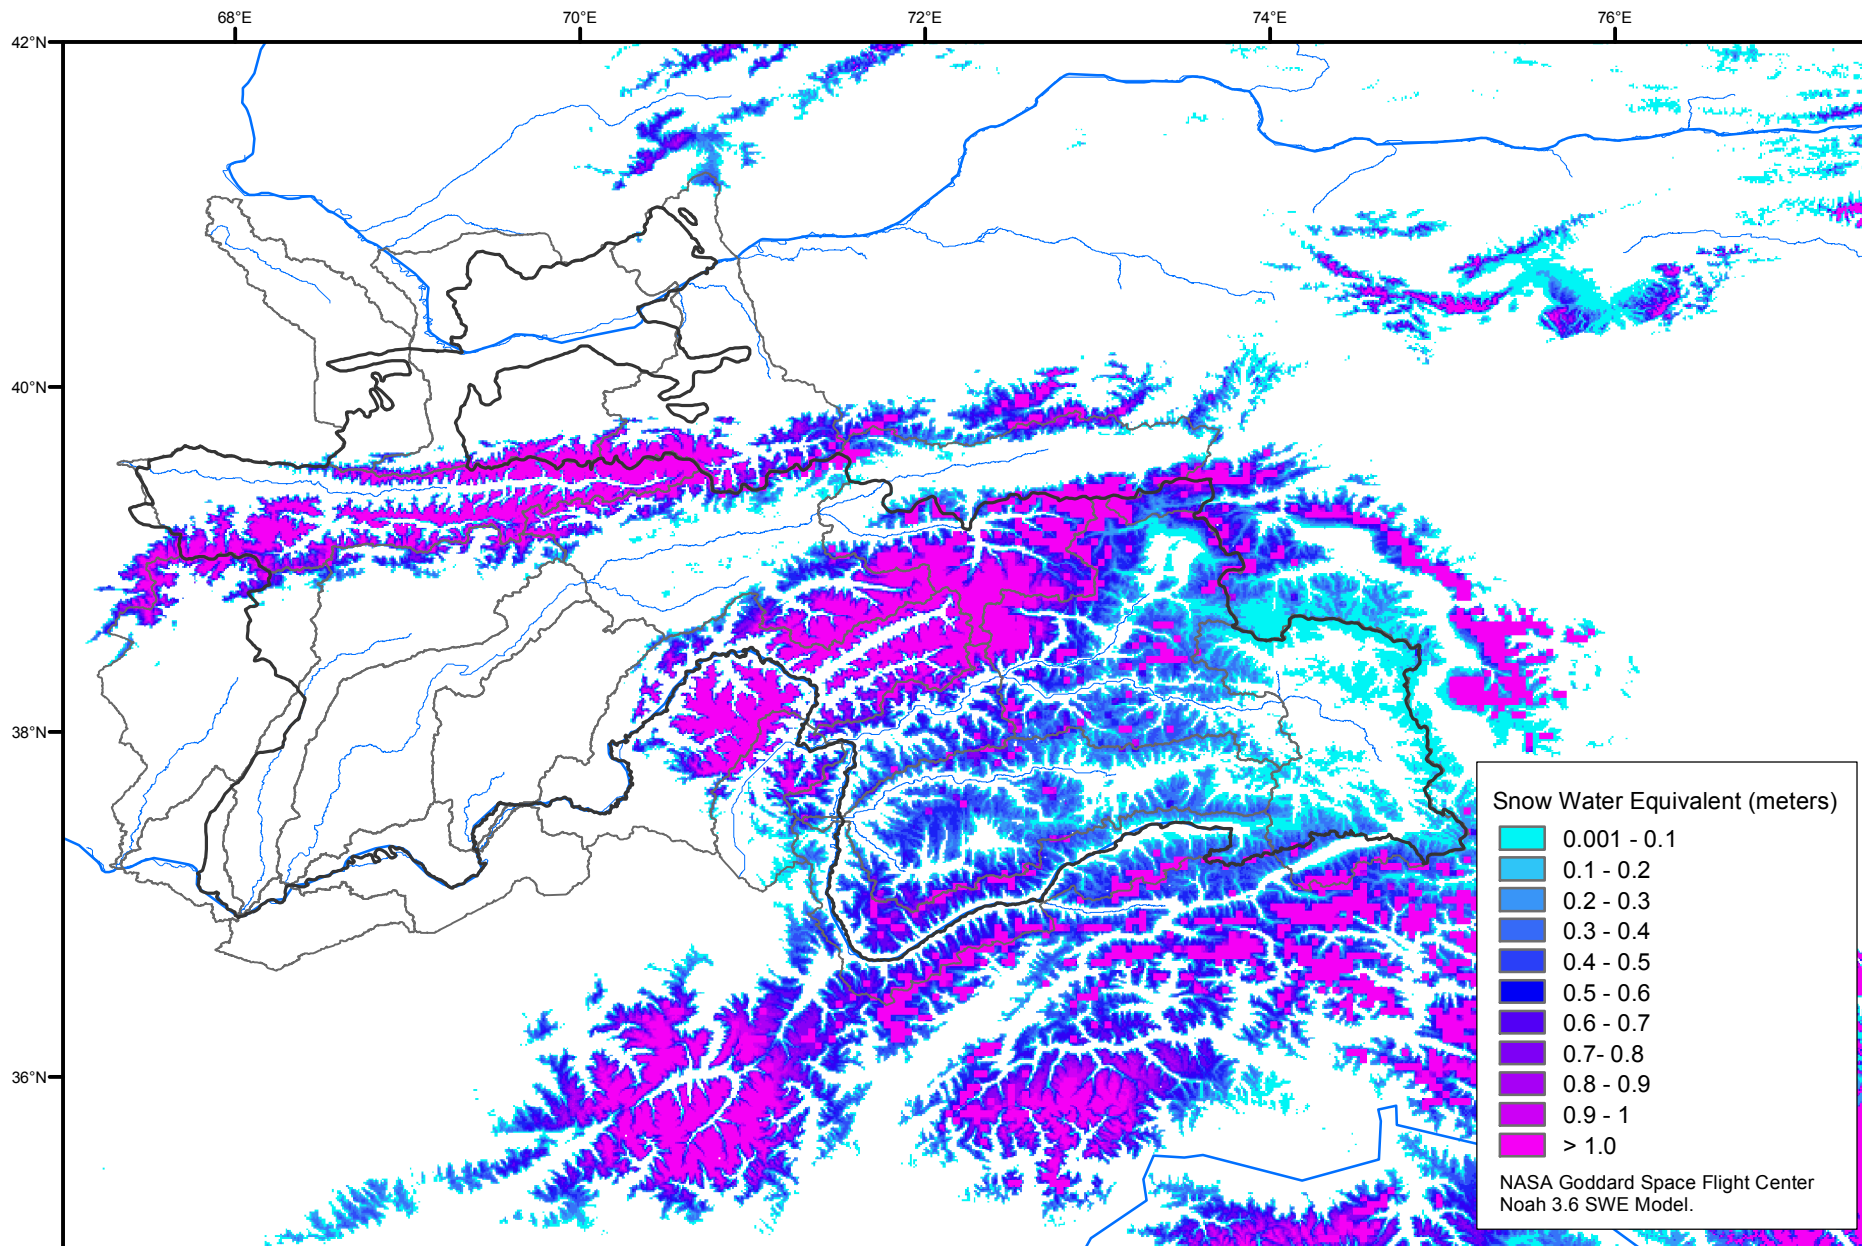 68°E
70°E
72°E
74°E
76°E
42°N
40°N
38°N
36°N
Snow Water Equivalent (meters)
0.001 - 0.1
0.1 - 0.2
0.2 - 0.3
0.3 - 0.4
0.4 - 0.5
0.5 - 0.6
0.6 - 0.7
0.7- 0.8
0.8 - 0.9
0.9 - 1
> 1.0
NASA Goddard Space Flight Center
Noah 3.6 SWE Model.